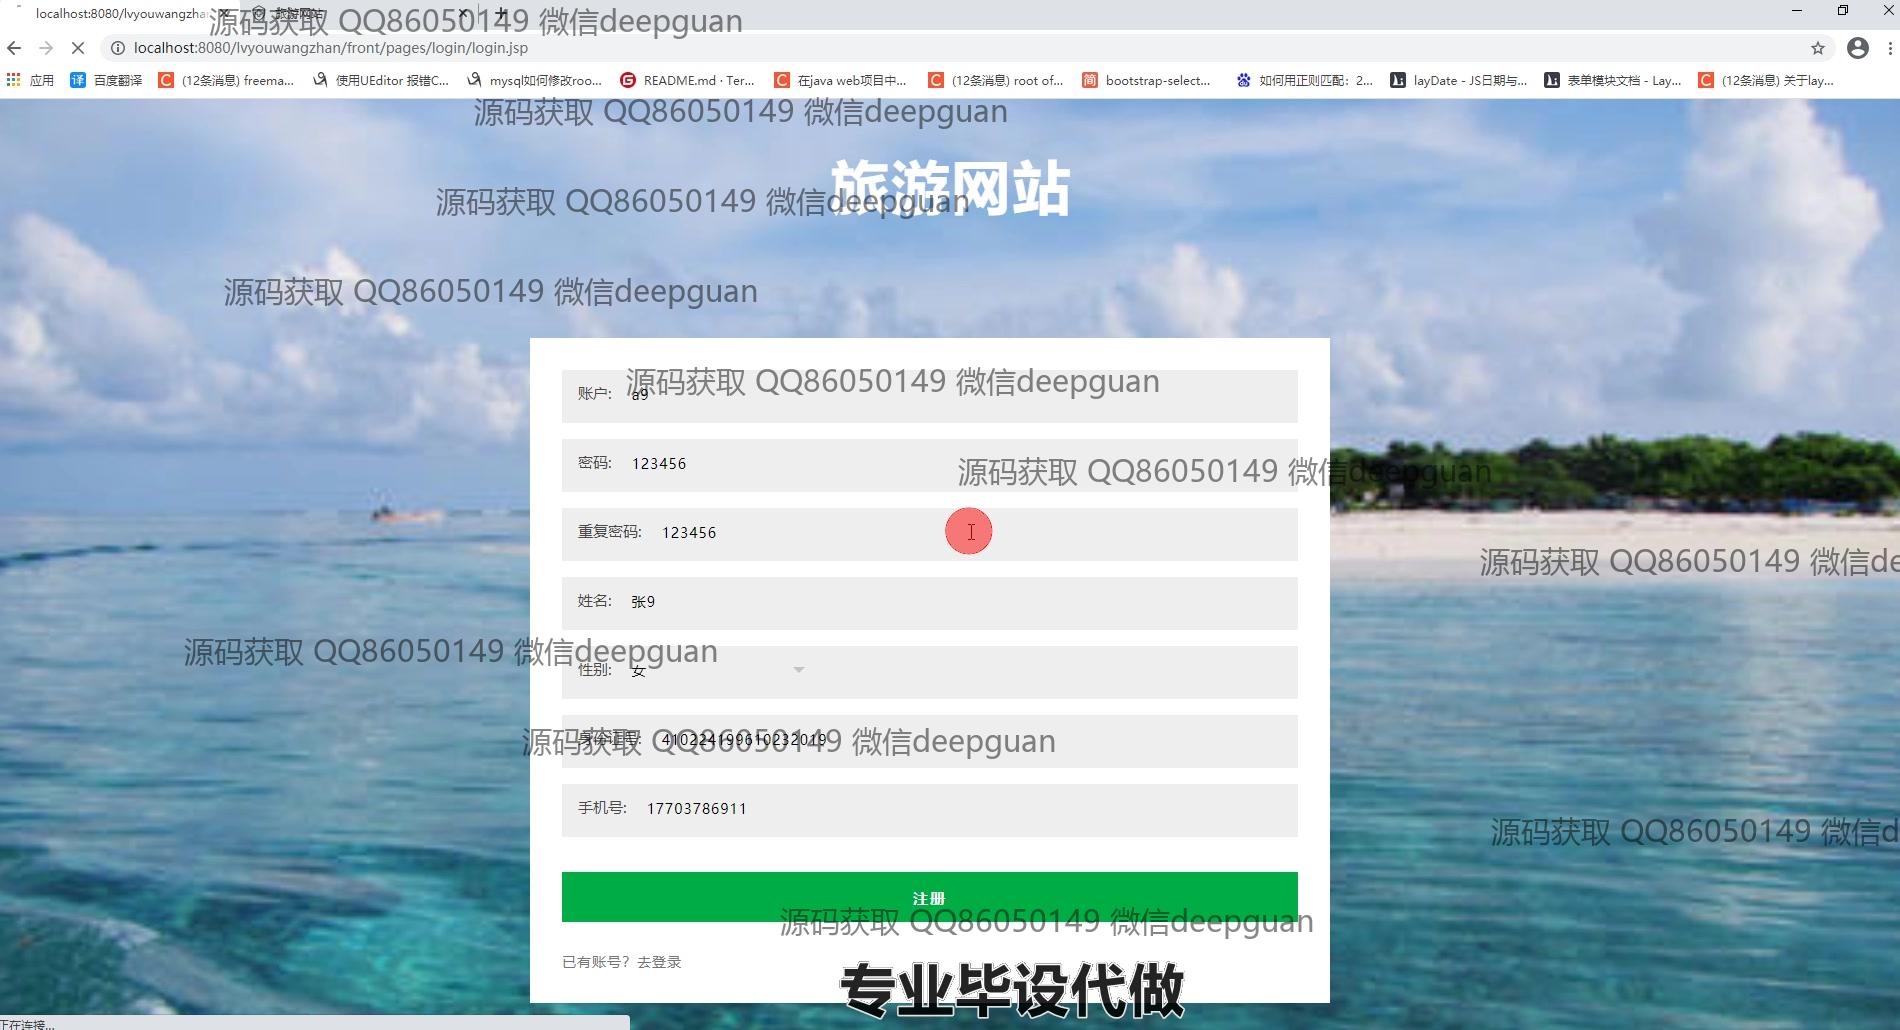 localhost:8080/lvyouwangzha
旅游网站
源码获取 QQ86050149 微信deepguan
localhost:8080/lvyouwangzhan/front/pages/login/login.jsp
应用
百度翻译
(12条消息) freema...
使用UEditor 报错C...
mysql如何修改roo...
README.md · Ter...
在java web项目中...
(12条消息) root of...
bootstrap-select...
如何用正则匹配：2...
layDate - JS日期与...
表单模块文档 - Lay...
(12条消息) 关于lay...
源码获取 QQ86050149 微信deepguan
旅游网站
源码获取 QQ86050149 微信deepguan
源码获取 QQ86050149 微信deepguan
源码获取 QQ86050149 微信deepguan
账户: a9
密码: 123456
源码获取 QQ86050149 微信deepguan
重复密码: 123456
源码获取 QQ86050149 微信de
姓名: 张9
源码获取 QQ86050149 微信deepguan
性别: 女
源码获取 QQ86050149 微信deepguan
身份证号: 410224199610232019
手机号: 17703786911
源码获取 QQ86050149 微信d
注册
源码获取 QQ86050149 微信deepguan
已有账号？去登录
专业毕设代做
正在连接...